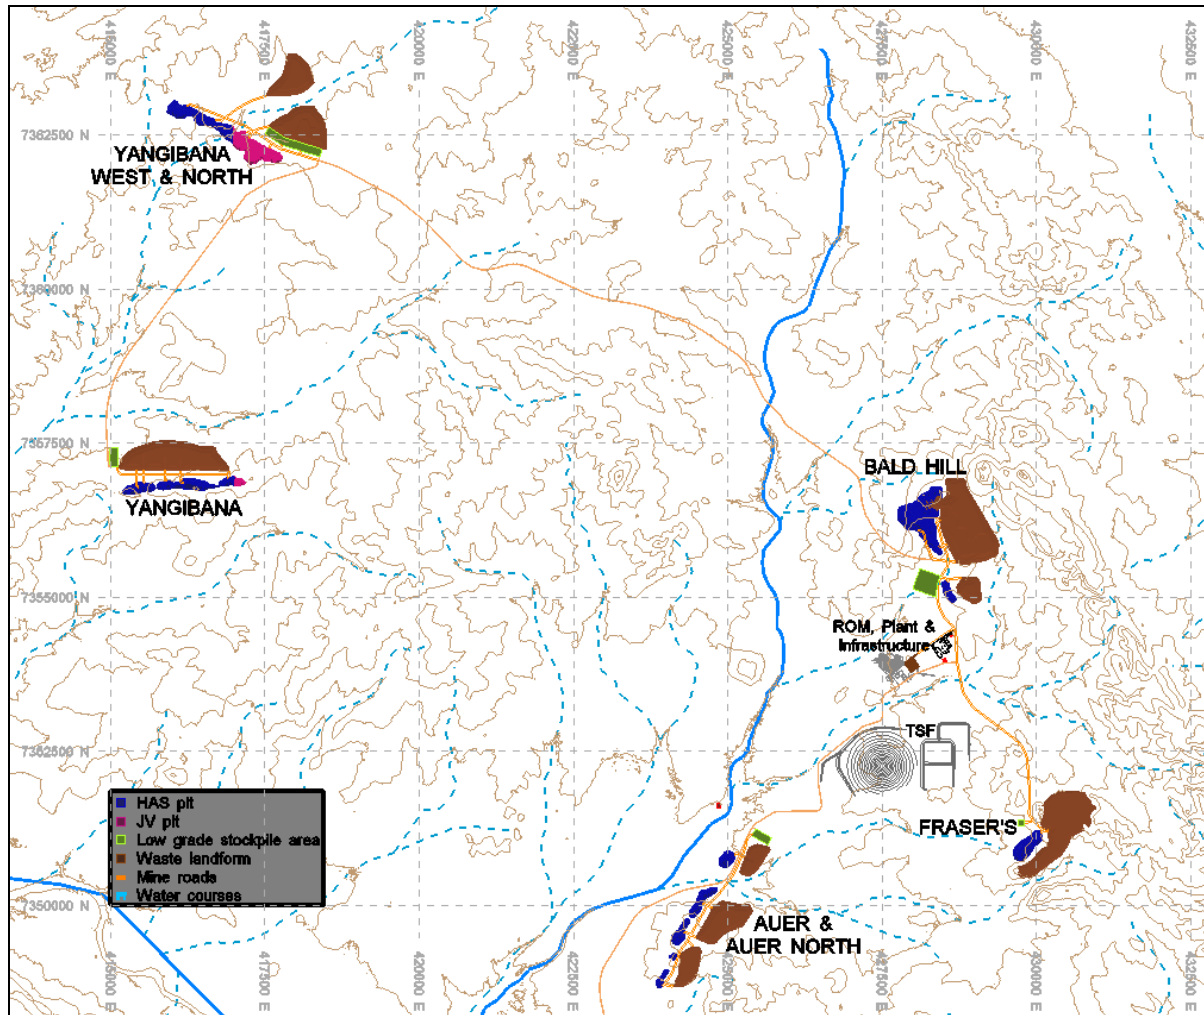 415000 E
417500 E
420000 E
422500 E
425000 E
427500 E
430000 E
432500 E
7362500 N
YANGIBANA
WEST & NORTH
7360000 N
7357500 N
BALD HILL
YANGIBANA
7355000 N
ROM, Plant &
Infrastructure
7352500 N
TSF
HAS pit
JV pit
Low grade stockpile area
Waste landform
Mine roads
Water courses
FRASER'S
7350000 N
AUER &
AUER NORTH
415000 E
417500 E
420000 E
422500 E
425000 E
427500 E
430000 E
432500 E